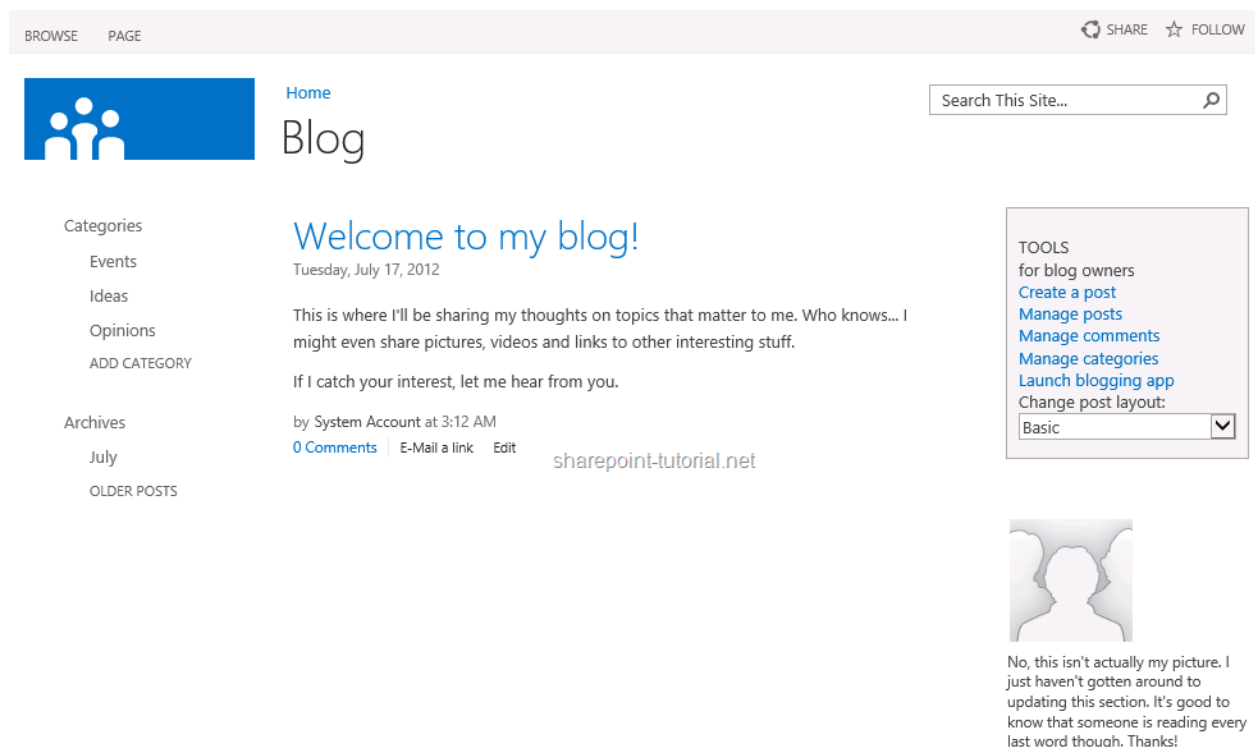 BROWSE PAGE
SHARE FOLLOW
Home
Blog
Search This Site...
Categories
Events
Ideas
Opinions
ADD CATEGORY
Archives
July
OLDER POSTS
Welcome to my blog!
Tuesday, July 17, 2012
This is where I'll be sharing my thoughts on topics that matter to me. Who knows... I
might even share pictures, videos and links to other interesting stuff.
If I catch your interest, let me hear from you.
by System Account at 3:12 AM
0 Comments E-Mail a link Edit
sharepoint-tutorial.net
TOOLS
for blog owners
Create a post
Manage posts
Manage comments
Manage categories
Launch blogging app
Change post layout:
Basic
No, this isn't actually my picture. I
just haven't gotten around to
updating this section. It's good to
know that someone is reading every
last word though. Thanks!